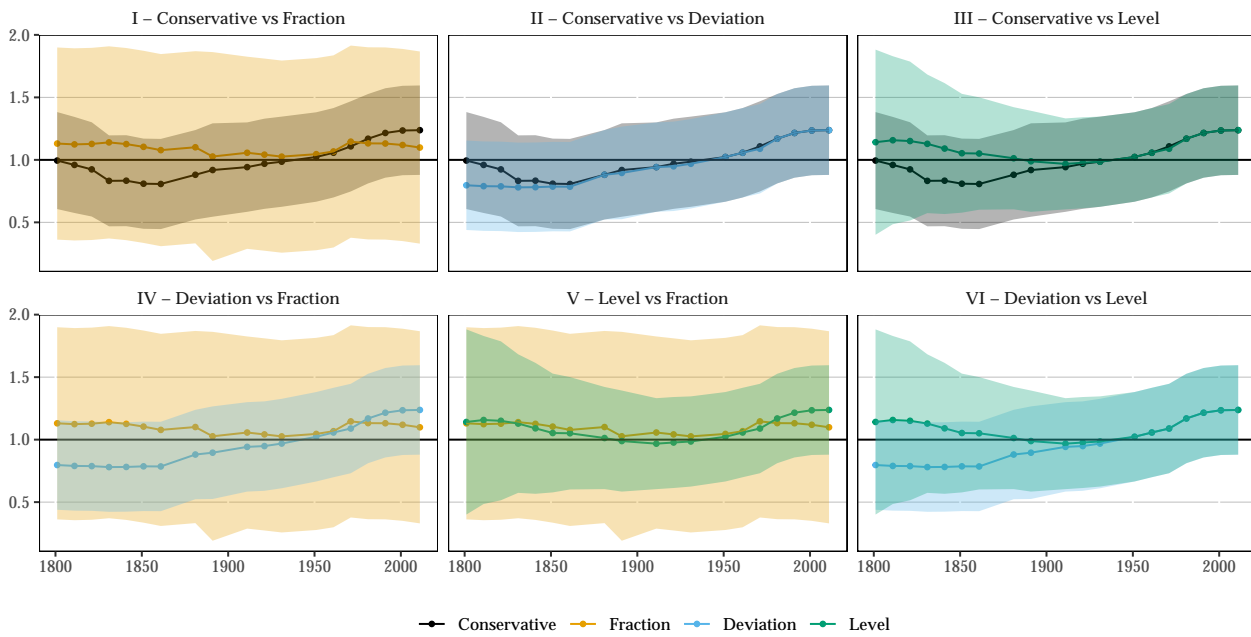 I – Conservative vs Fraction
II – Conservative vs Deviation
III – Conservative vs Level
2.0
1.5
1.0
0.5
IV – Deviation vs Fraction
V – Level vs Fraction
VI – Deviation vs Level
2.0
1.5
1.0
0.5
1800 1850 1900 1950 2000
1800 1850 1900 1950 2000
1800 1850 1900 1950 2000
Conservative Fraction Deviation Level